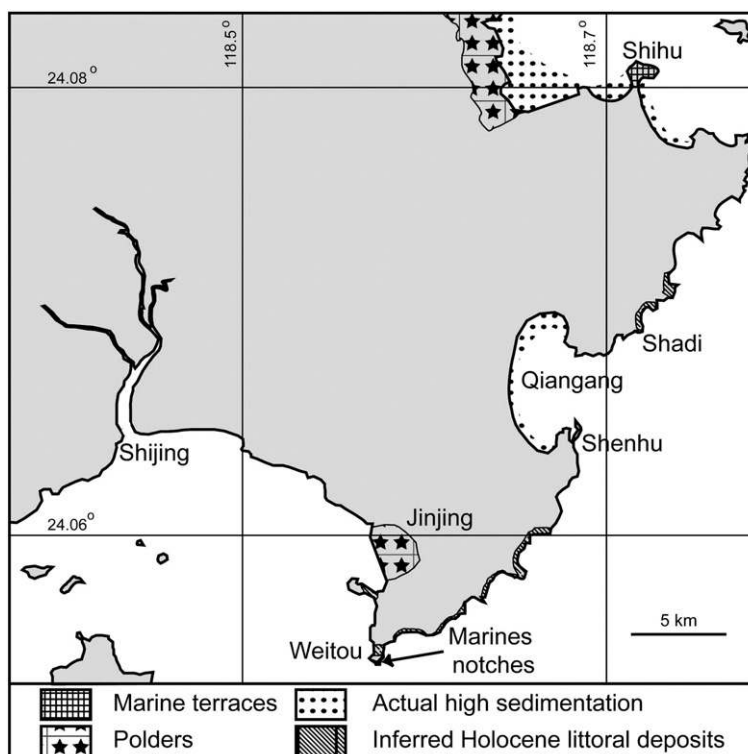 118.5°
118.7°
Shihu
24.08°
Shadi
Qiangang
Shenhu
Shijing
Jinjing
24.06°
5 km
Weitou
Marines
notches
Marine terraces
Actual high sedimentation
Polders
Inferred Holocene littoral deposits